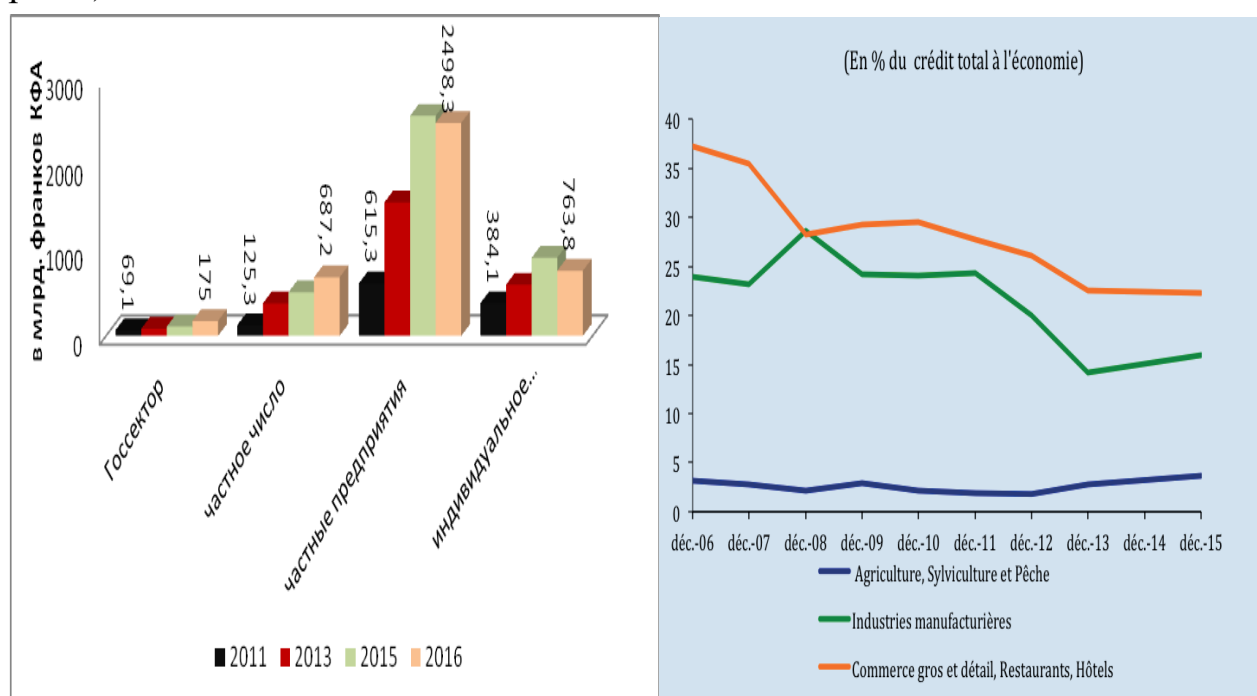 в млрд. франков КФА
3000
2000
1000
0
69,1
175
125,3
687,2
615,3
2498,3
384,1
763,8
Госсектор
частное число
частные предприятия
индивидуальное...
2011 2013 2015 2016
(En % du crédit total à l'économie)
40
35
30
25
20
15
10
5
0
déc.-06 déc.-07 déc.-08 déc.-09 déc.-10 déc.-11 déc.-12 déc.-13 déc.-14 déc.-15
Agriculture, Sylviculture et Pêche
Industries manufacturières
Commerce gros et détail, Restaurants, Hôtels